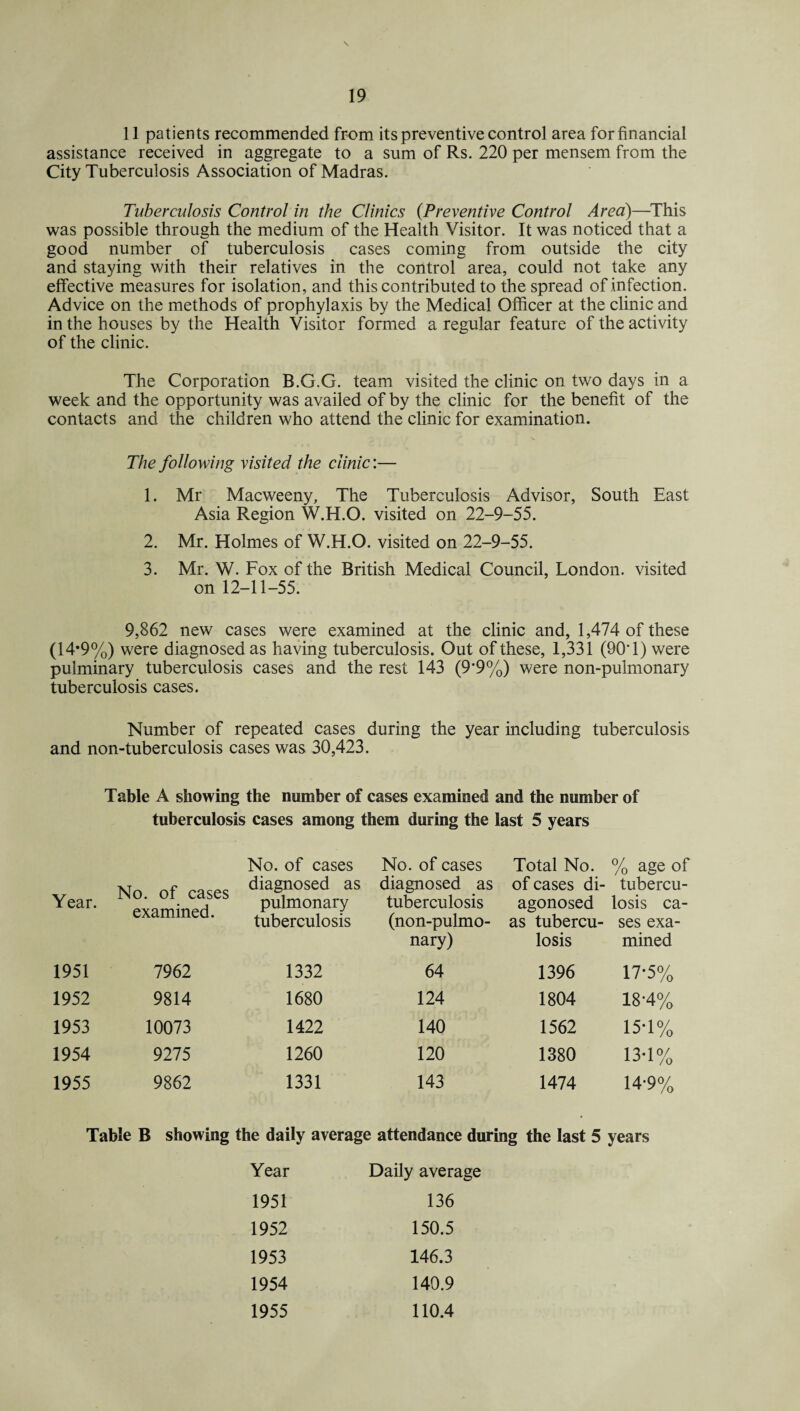 19
11 patients recommended from its preventive control area for financial
assistance received in aggregate to a sum of Rs. 220 per mensem from the
City Tuberculosis Association of Madras.
Tuberculosis Control in the Clinics (Preventive Control Area)—This
was possible through the medium of the Health Visitor. It was noticed that a
good number of tuberculosis cases coming from outside the city
and staying with their relatives in the control area, could not take any
effective measures for isolation, and this contributed to the spread of infection.
Advice on the methods of prophylaxis by the Medical Officer at the clinic and
in the houses by the Health Visitor formed a regular feature of the activity
of the clinic.
The Corporation B.G.G. team visited the clinic on two days in a
week and the opportunity was availed of by the clinic for the benefit of the
contacts and the children who attend the clinic for examination.
The following visited the clinic:—
1. Mr Macweeny, The Tuberculosis Advisor, South East
Asia Region W.H.O. visited on 22-9-55.
2. Mr. Holmes of W.H.O. visited on 22-9-55.
3. Mr. W. Fox of the British Medical Council, London. visited
on 12-11-55.
9,862 new cases were examined at the clinic and, 1,474 of these
(14·9%) were diagnosed as having tuberculosis. Out of these, 1,331 (90·1) were
pulminary tuberculosis cases and the rest 143 (9·9%) were non-pulmonary
tuberculosis cases.
Number of repeated cases during the year including tuberculosis
and non-tuberculosis cases was 30,423.
Table A showing the number of cases examined and the number of
tuberculosis cases among them during the last 5 years
No. of cases No. of cases Total No. % age of
Year. No. of cases diagnosed as diagnosed as of cases di- tubercu-
examined. pulmonary tuberculosis agonosed losis ca-
tuberculosis (non-pulmo- as tubercu- ses exa-
nary) losis mined
1951 7962 1332 64 1396 17·5%
1952 9814 1680 124 1804 18·4%
1953 10073 1422 140 1562 15·1%
1954 9275 1260 120 1380 13·1%
1955 9862 1331 143 1474 14·9%
Table B showing the daily average attendance during the last 5 years
Year Daily average
1951 136
1952 150.5
1953 146.3
1954 140.9
1955 110.4